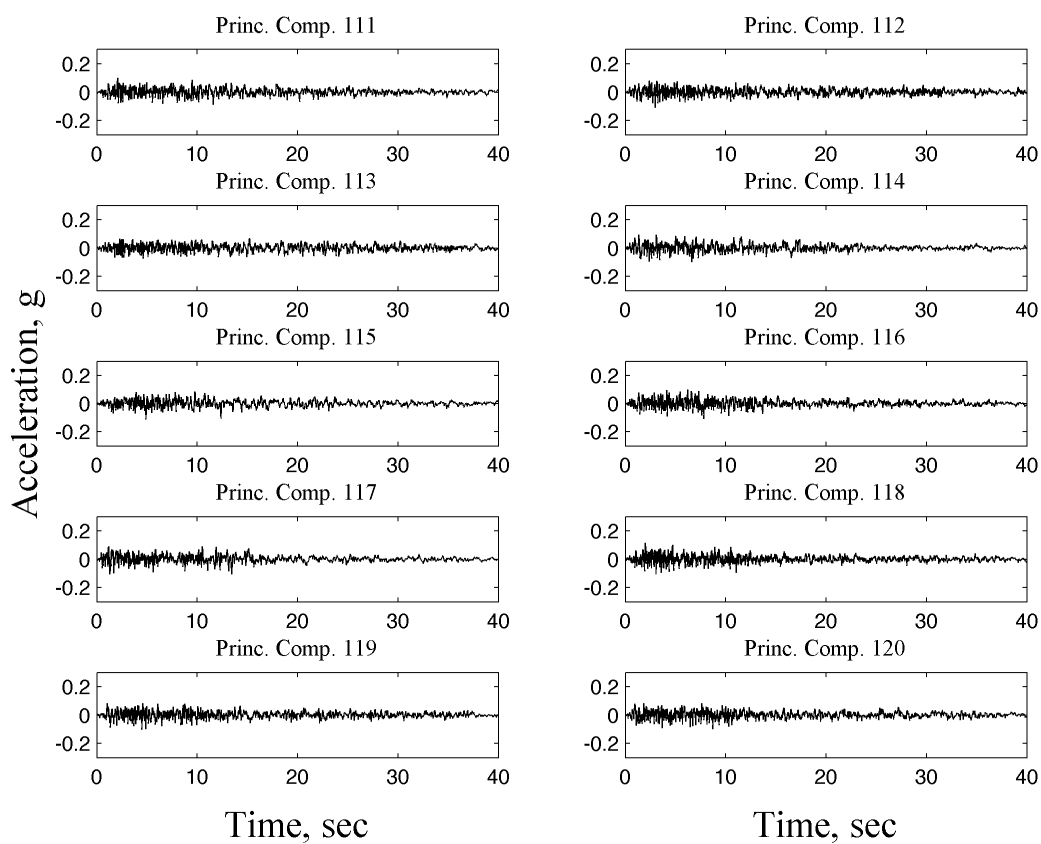 Princ. Comp. 111
0.2
0
-0.2
0 10 20 30 40
Princ. Comp. 112
0.2
0
-0.2
0 10 20 30 40
Princ. Comp. 113
0.2
0
-0.2
0 10 20 30 40
Princ. Comp. 114
0.2
0
-0.2
0 10 20 30 40
Princ. Comp. 115
0.2
0
-0.2
0 10 20 30 40
Princ. Comp. 116
0.2
0
-0.2
0 10 20 30 40
Princ. Comp. 117
0.2
0
-0.2
0 10 20 30 40
Princ. Comp. 118
0.2
0
-0.2
0 10 20 30 40
Princ. Comp. 119
0.2
0
-0.2
0 10 20 30 40
Princ. Comp. 120
0.2
0
-0.2
0 10 20 30 40
Acceleration, g
Time, sec
Time, sec